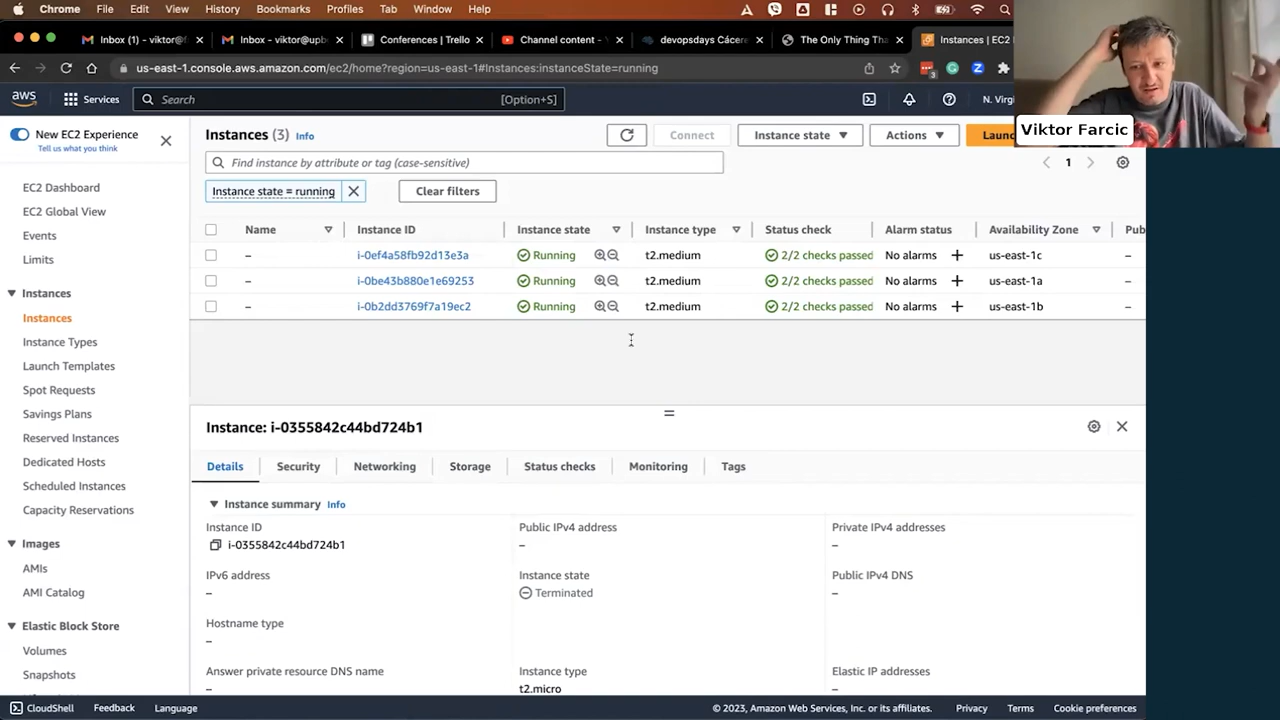 Chrome File Edit View History Bookmarks Profiles Tab Window Help
Inbox (1) – viktor@f
Inbox - viktor@upb
Conferences | Trello
Channel content - Y
devopsdays Cácere
The Only Thing Tha
Instances | EC2
us-east-1.console.aws.amazon.com/ec2/home?region=us-east-1#Instances:instanceState=running
3
Viktor Farcic
aws Services Search [Option+S] N. Virgi
New EC2 Experience
Tell us what you think
EC2 Dashboard
EC2 Global View
Events
Limits
Instances
Instances
Instance Types
Launch Templates
Spot Requests
Savings Plans
Reserved Instances
Dedicated Hosts
Scheduled Instances
Capacity Reservations
Images
AMIs
AMI Catalog
Elastic Block Store
Volumes
Snapshots
Instances (3) Info
Connect Instance state Actions Launc
Find instance by attribute or tag (case-sensitive)
1
Instance state = running Clear filters
Name Instance ID Instance state Instance type Status check Alarm status Availability Zone Pub
– i-0ef4a58fb92d13e3a Running t2.medium 2/2 checks passed No alarms + us-east-1c –
– i-0be43b880e1e69253 Running t2.medium 2/2 checks passed No alarms + us-east-1a –
– i-0b2dd3769f7a19ec2 Running t2.medium 2/2 checks passed No alarms + us-east-1b –
Instance: i-0355842c44bd724b1
Details Security Networking Storage Status checks Monitoring Tags
Instance summary Info
Instance ID
i-0355842c44bd724b1
Public IPv4 address
–
Private IPv4 addresses
–
IPv6 address
–
Instance state
Terminated
Public IPv4 DNS
–
Hostname type
–
Answer private resource DNS name
–
Instance type
t2.micro
Elastic IP addresses
–
CloudShell Feedback Language © 2023, Amazon Web Services, Inc. or its affiliates. Privacy Terms Cookie preferences